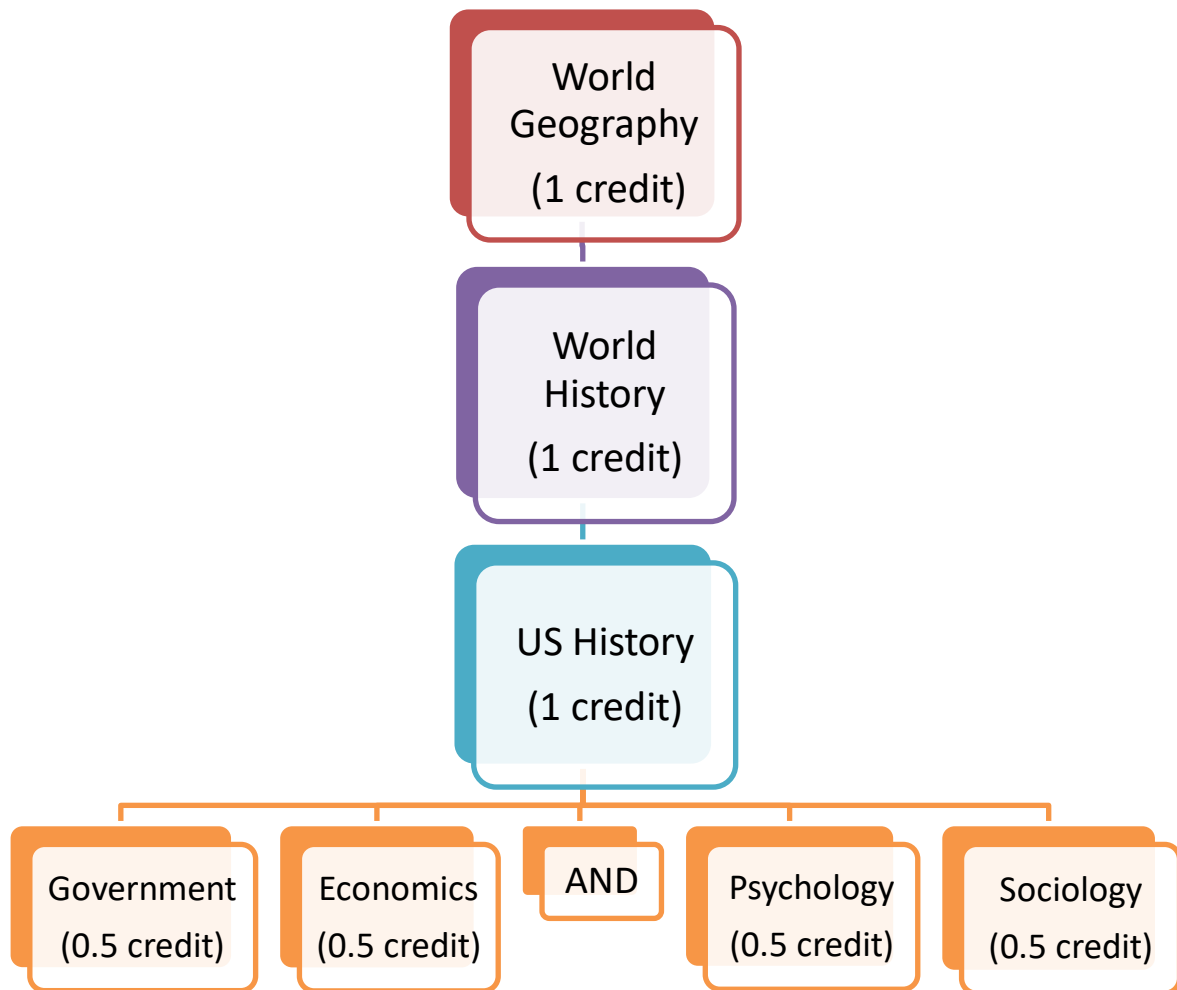 World
Geography
(1 credit)
World
History
(1 credit)
US History
(1 credit)
Government
(0.5 credit)
Economics
(0.5 credit)
AND
Psychology
(0.5 credit)
Sociology
(0.5 credit)